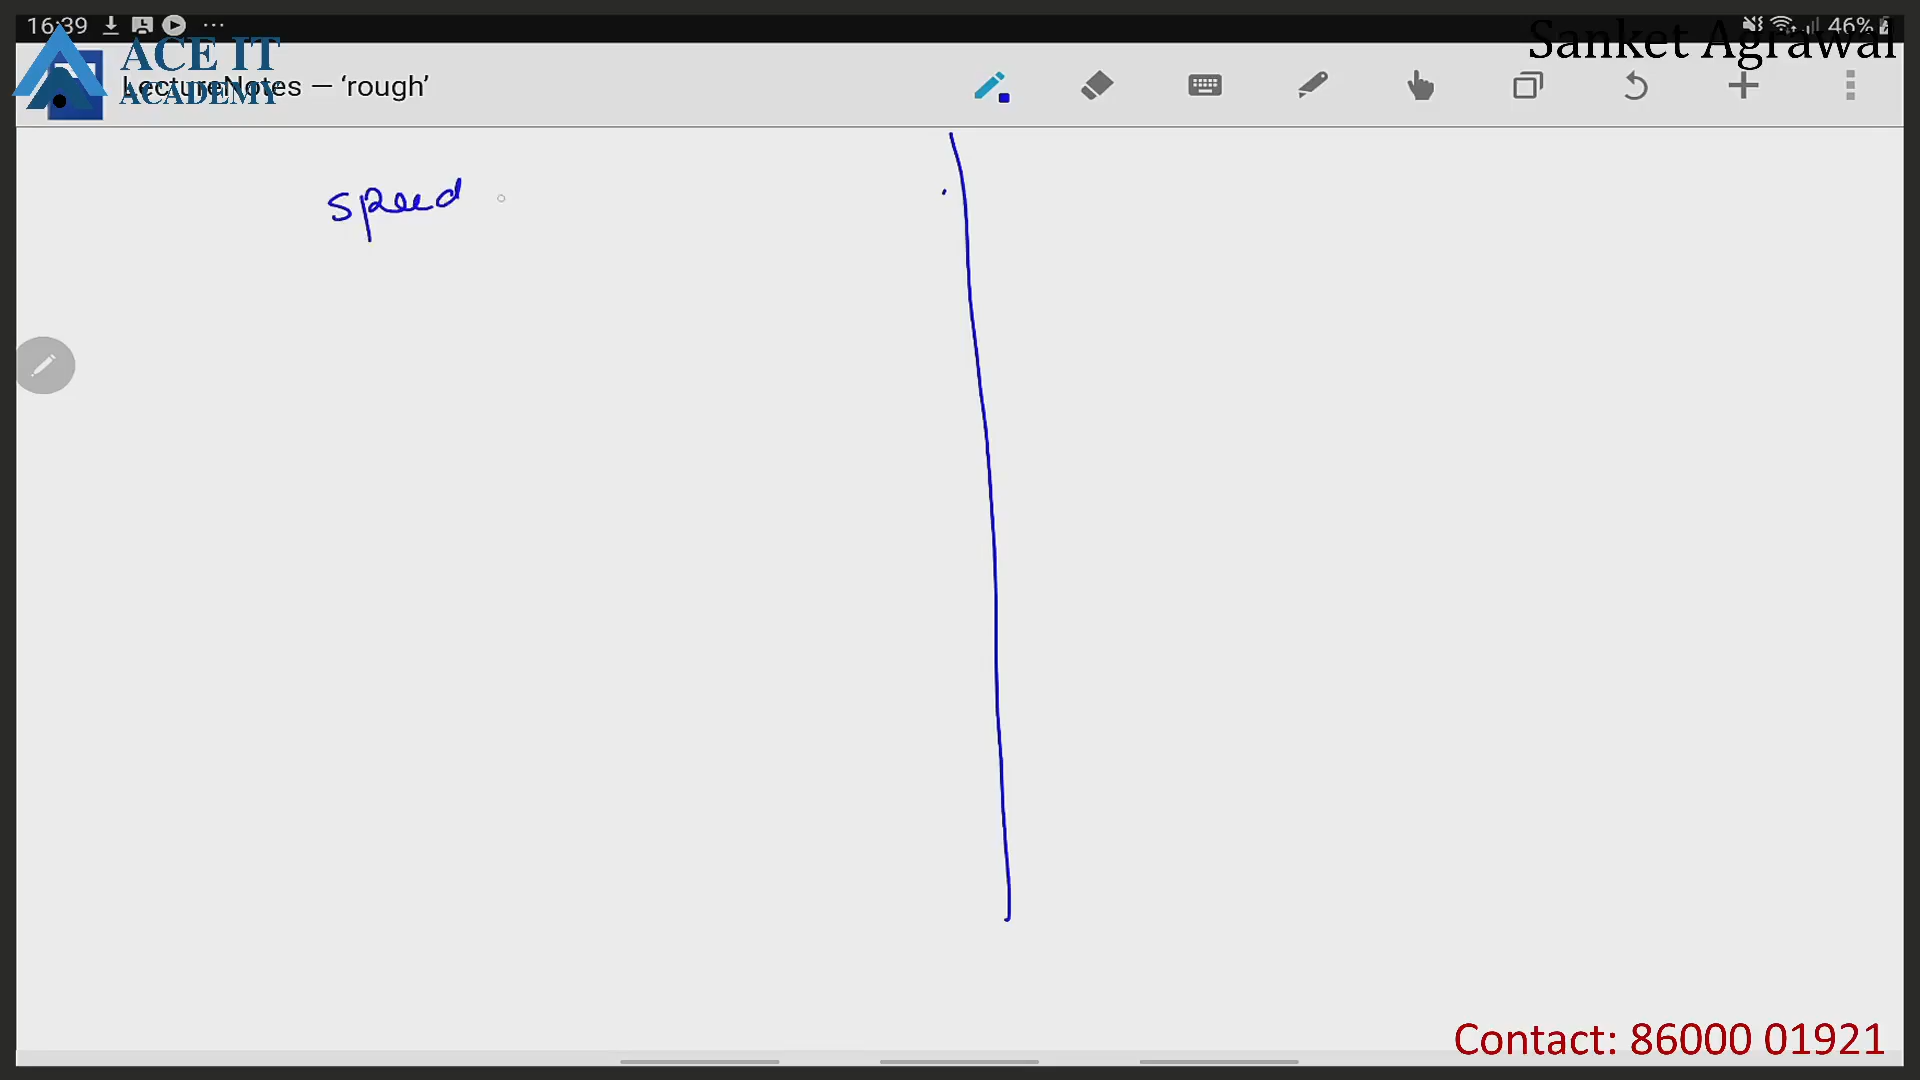 16:39 ... 46%
Sanket Agrawal
ACE IT
ACADEMY
LectureNotes — ‘rough’
speed
Contact: 86000 01921